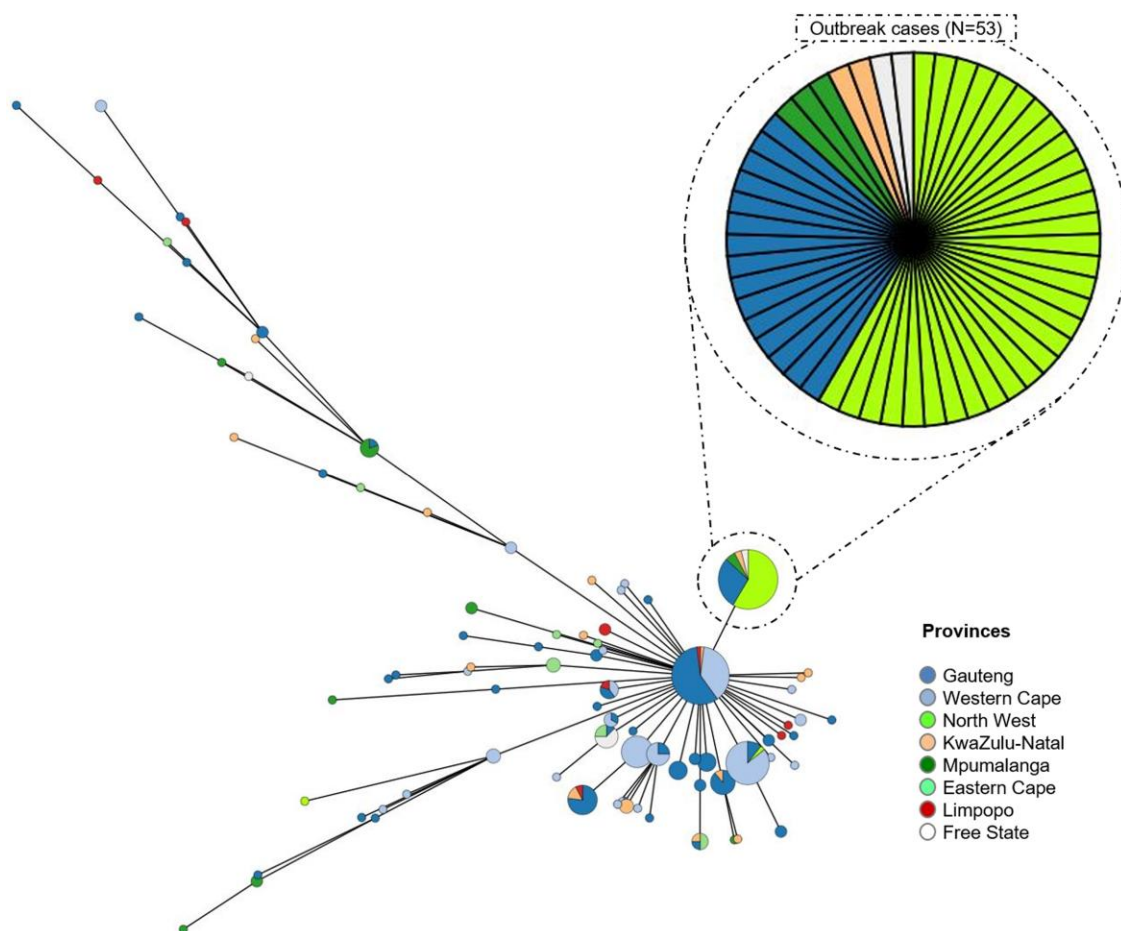 Outbreak cases (N=53)
Provinces
Gauteng
Western Cape
North West
KwaZulu-Natal
Mpumalanga
Eastern Cape
Limpopo
Free State